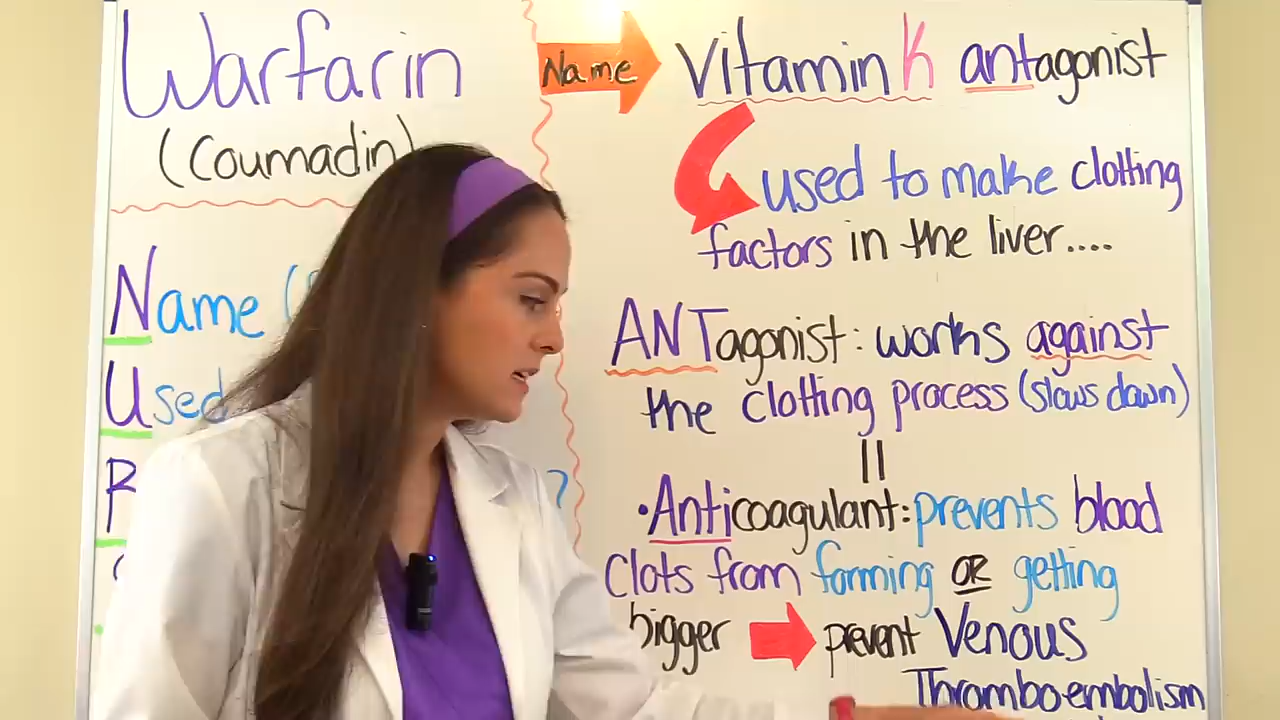 Warfarin
(Coumadin)
Name
Used
R
Name
Vitamin K antagonist
used to make clotting
factors in the liver....
ANTagonist: works against
the clotting process (slows down)
||
•Anticoagulant: prevents blood
Clots from forming OR getting
bigger prevent Venous
Thromboembolism